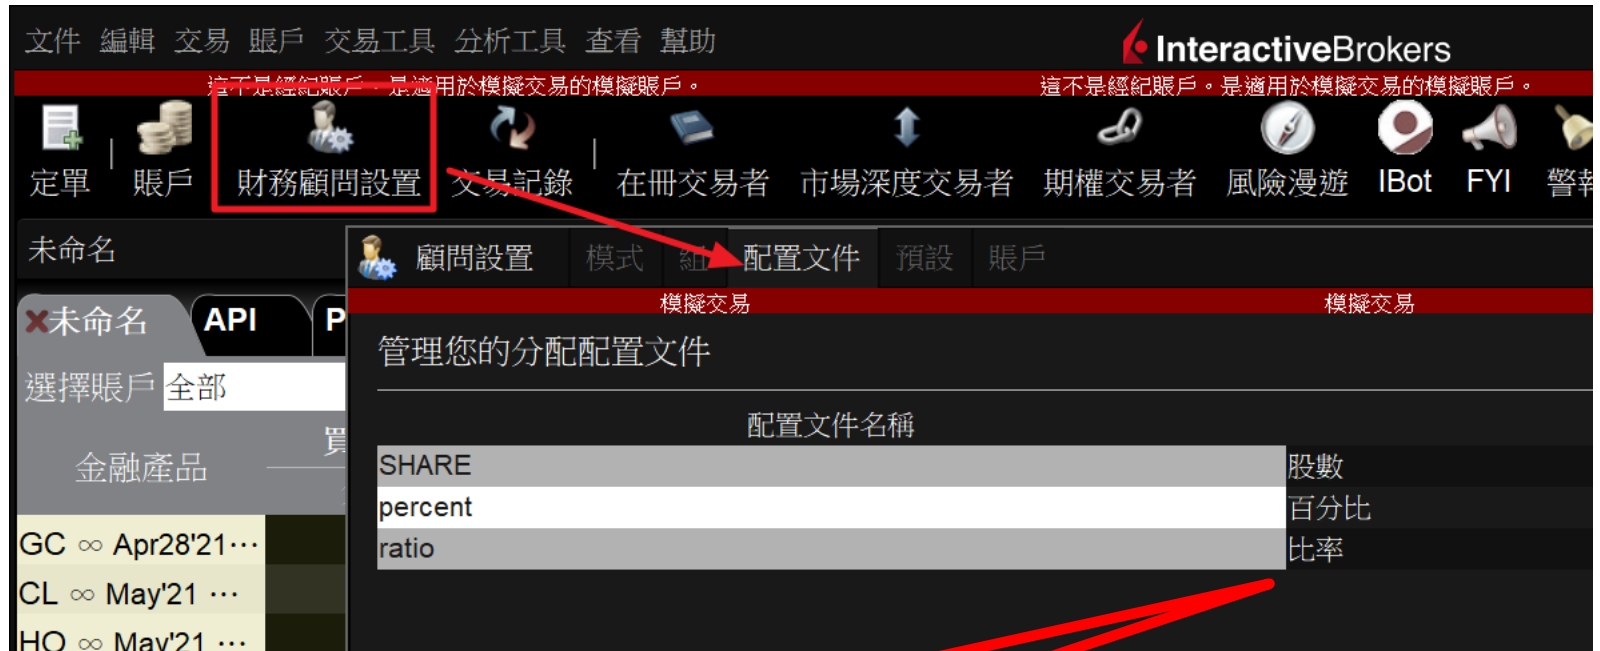 文件 編輯 交易 賬戶 交易工具 分析工具 查看 幫助
InteractiveBrokers
這不是經紀賬戶。是適用於模擬交易的模擬賬戶。 這不是經紀賬戶。是適用於模擬交易的模擬賬戶。
定單 賬戶 財務顧問設置 交易記錄 在冊交易者 市場深度交易者 期權交易者 風險漫遊 IBot FYI 警報
未命名
顧問設置 模式 組 配置文件 預設 賬戶
模擬交易 模擬交易
未命名 API P
管理您的分配配置文件
選擇賬戶 全部
配置文件名稱
買
金融產品
SHARE 股數
percent 百分比
ratio 比率
GC ∞ Apr28'21···
CL ∞ May'21 ···
HO ∞ May'21 ···